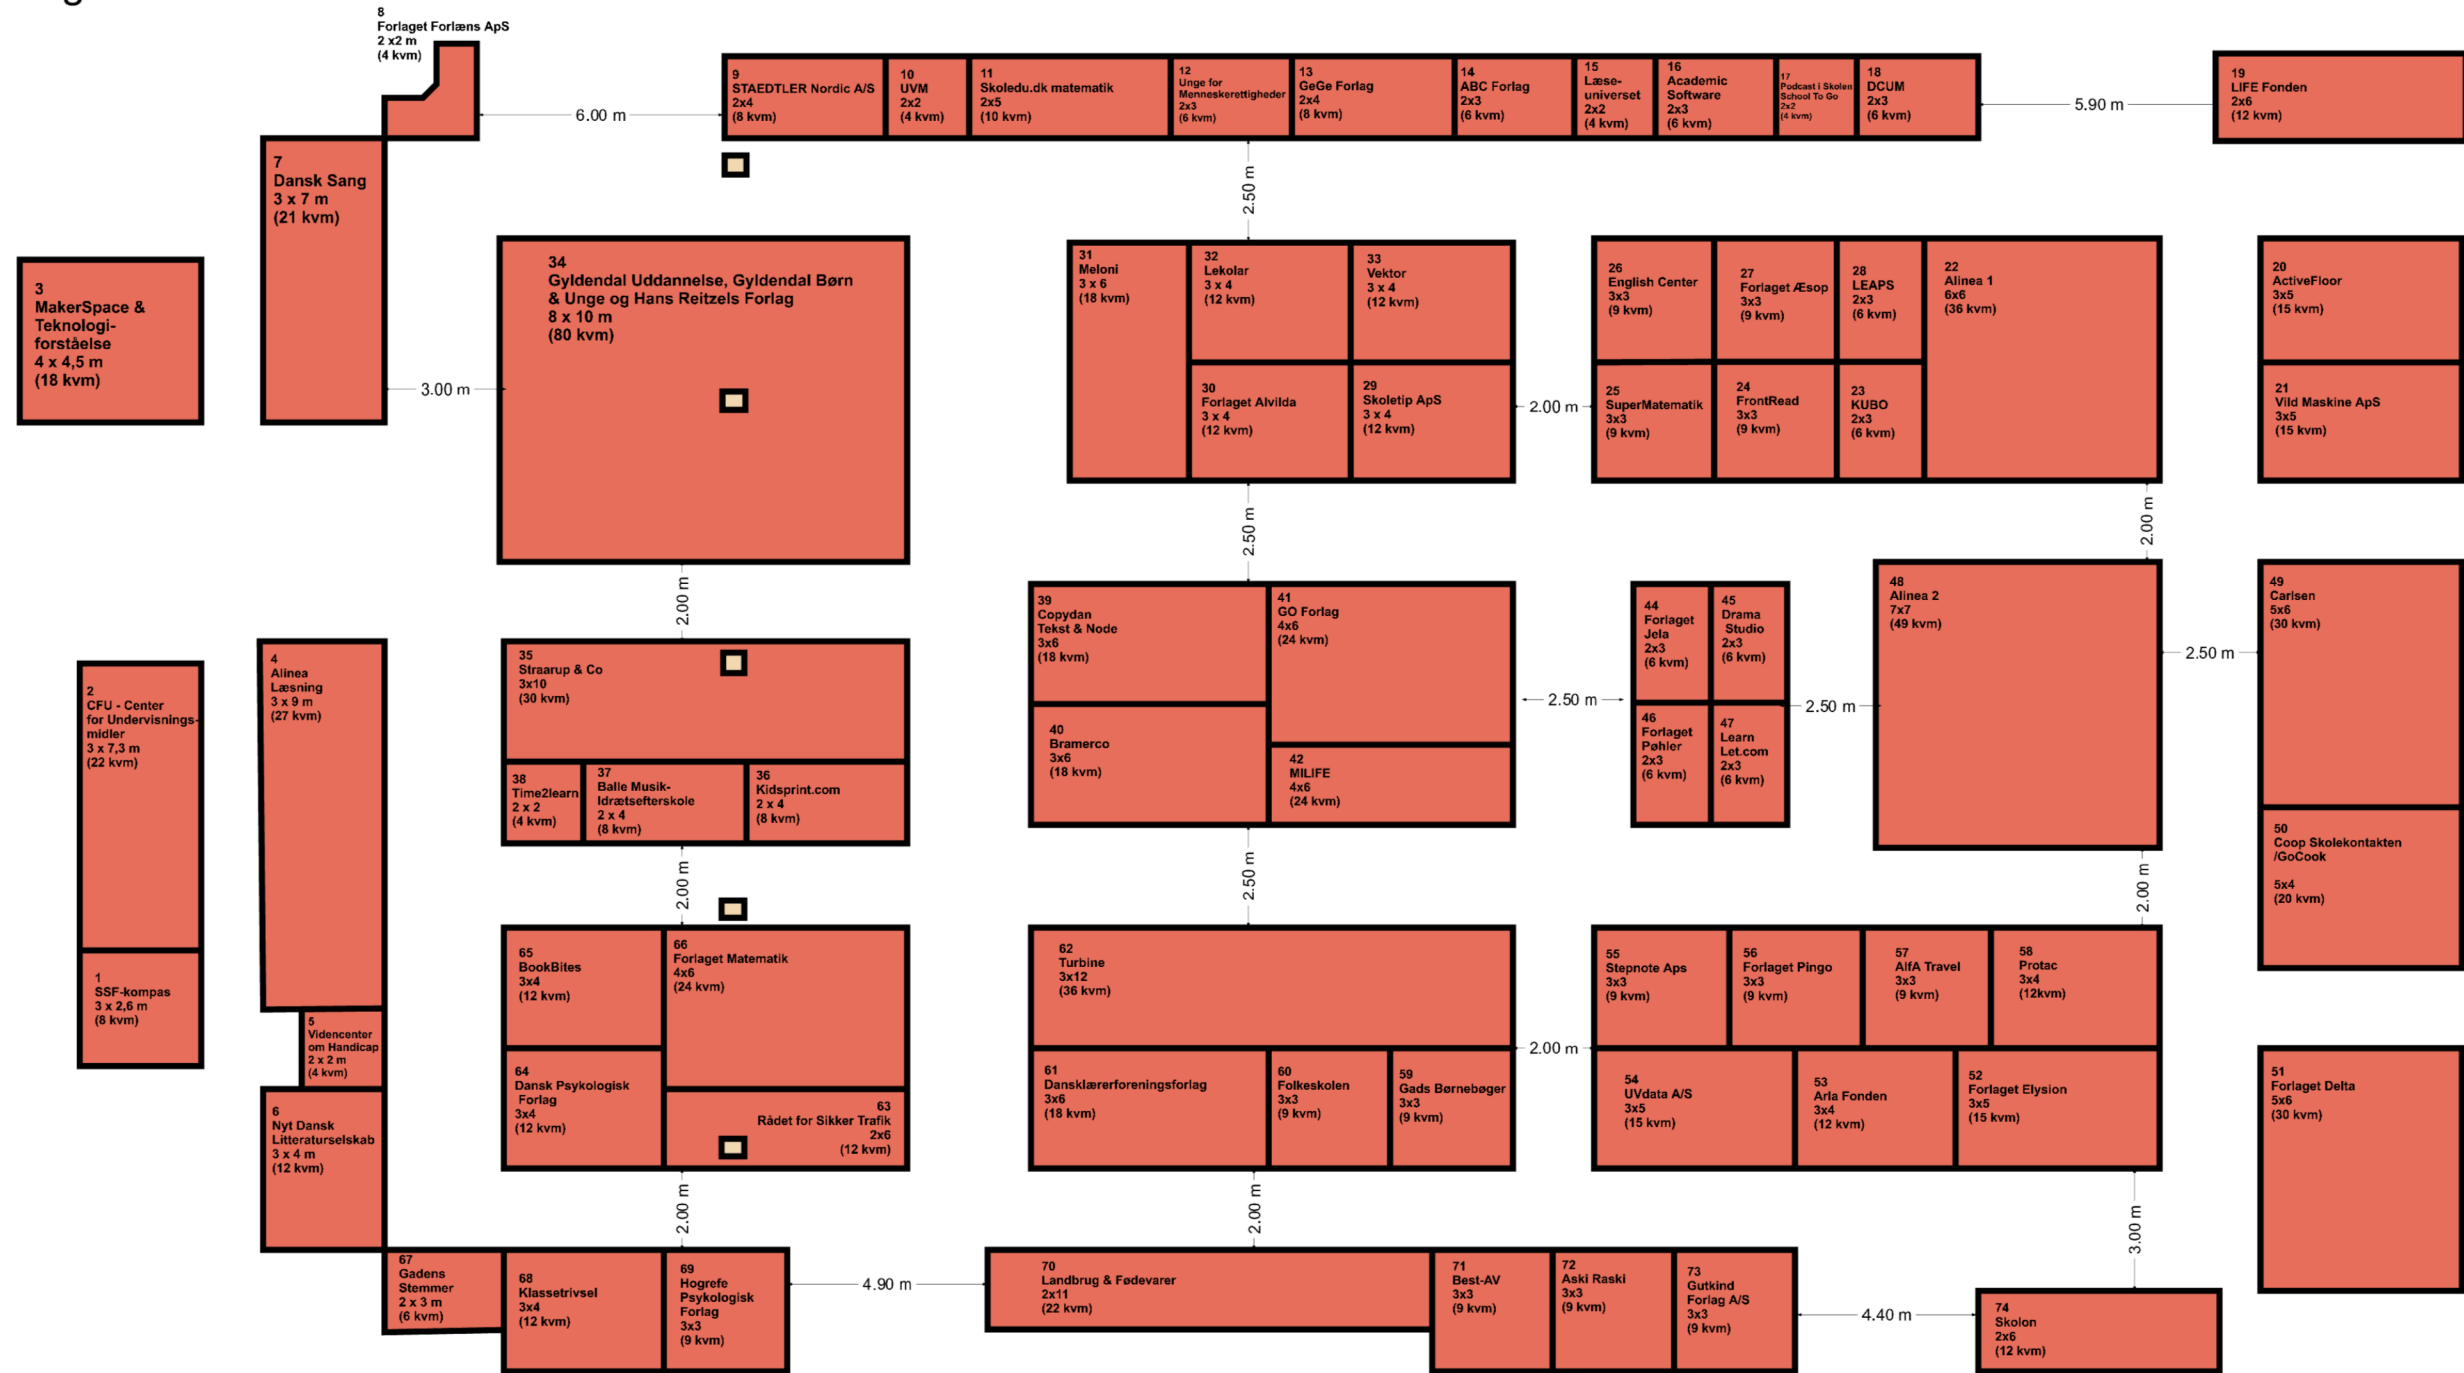 8
Forlaget Forlæns ApS
2 x2 m
(4 kvm)
9
STAEDTLER Nordic A/S
2x4
(8 kvm)
10
UVM
2x2
(4 kvm)
11
Skoledu.dk matematik
2x5
(10 kvm)
12
Unge for
Menneskerettigheder
2x3
(6 kvm)
13
GeGe Forlag
2x4
(8 kvm)
14
ABC Forlag
2x3
(6 kvm)
15
Læse-
universet
2x2
(4 kvm)
16
Academic
Software
2x3
(6 kvm)
17
Podcast i Skolen
School To Go
2x2
(4 kvm)
18
DCUM
2x3
(6 kvm)
19
LIFE Fonden
2x6
(12 kvm)
6.00 m
5.90 m
7
Dansk Sang
3 x 7 m
(21 kvm)
2.50 m
3
MakerSpace &
Teknologi-
forståelse
4 x 4,5 m
(18 kvm)
3.00 m
34
Gyldendal Uddannelse, Gyldendal Børn
& Unge og Hans Reitzels Forlag
8 x 10 m
(80 kvm)
31
Meloni
3 x 6
(18 kvm)
32
Lekolar
3 x 4
(12 kvm)
33
Vektor
3 x 4
(12 kvm)
30
Forlaget Alvilda
3 x 4
(12 kvm)
29
Skoletip ApS
3 x 4
(12 kvm)
2.00 m
26
English Center
3x3
(9 kvm)
27
Forlaget Æsop
3x3
(9 kvm)
28
LEAPS
2x3
(6 kvm)
22
Alinea 1
6x6
(36 kvm)
25
SuperMatematik
3x3
(9 kvm)
24
FrontRead
3x3
(9 kvm)
23
KUBO
2x3
(6 kvm)
20
ActiveFloor
3x5
(15 kvm)
21
Vild Maskine ApS
3x5
(15 kvm)
2.00 m
2.50 m
2.00 m
2
CFU - Center
for Undervisnings-
midler
3 x 7,3 m
(22 kvm)
1
SSF-kompas
3 x 2,6 m
(8 kvm)
4
Alinea
Læsning
3 x 9 m
(27 kvm)
5
Videncenter
om Handicap
2 x 2 m
(4 kvm)
6
Nyt Dansk
Litteraturselskab
3 x 4 m
(12 kvm)
35
Straarup & Co
3x10
(30 kvm)
38
Time2learn
2 x 2
(4 kvm)
37
Balle Musik-
Idrætsefterskole
2 x 4
(8 kvm)
36
Kidsprint.com
2 x 4
(8 kvm)
39
Copydan
Tekst & Node
3x6
(18 kvm)
41
GO Forlag
4x6
(24 kvm)
40
Bramerco
3x6
(18 kvm)
42
MILIFE
4x6
(24 kvm)
2.50 m
44
Forlaget
Jela
2x3
(6 kvm)
45
Drama
Studio
2x3
(6 kvm)
46
Forlaget
Pøhler
2x3
(6 kvm)
47
Learn
Let.com
2x3
(6 kvm)
2.50 m
48
Alinea 2
7x7
(49 kvm)
2.50 m
49
Carlsen
5x6
(30 kvm)
50
Coop Skolekontakten
/GoCook
5x4
(20 kvm)
2.00 m
2.50 m
2.00 m
65
BookBites
3x4
(12 kvm)
66
Forlaget Matematik
4x6
(24 kvm)
64
Dansk Psykologisk
Forlag
3x4
(12 kvm)
63
Rådet for Sikker Trafik
2x6
(12 kvm)
62
Turbine
3x12
(36 kvm)
61
Dansklærerforeningsforlag
3x6
(18 kvm)
60
Folkeskolen
3x3
(9 kvm)
59
Gads Børnebøger
3x3
(9 kvm)
2.00 m
55
Stepnote Aps
3x3
(9 kvm)
56
Forlaget Pingo
3x3
(9 kvm)
57
AlfA Travel
3x3
(9 kvm)
58
Protac
3x4
(12kvm)
54
UVdata A/S
3x5
(15 kvm)
53
Arla Fonden
3x4
(12 kvm)
52
Forlaget Elysion
3x5
(15 kvm)
51
Forlaget Delta
5x6
(30 kvm)
2.00 m
2.00 m
3.00 m
67
Gadens
Stemmer
2 x 3 m
(6 kvm)
68
Klassetrivsel
3x4
(12 kvm)
69
Hogrefe
Psykologisk
Forlag
3x3
(9 kvm)
4.90 m
70
Landbrug & Fødevarer
2x11
(22 kvm)
71
Best-AV
3x3
(9 kvm)
72
Aski Raski
3x3
(9 kvm)
73
Gutkind
Forlag A/S
3x3
(9 kvm)
4.40 m
74
Skolon
2x6
(12 kvm)